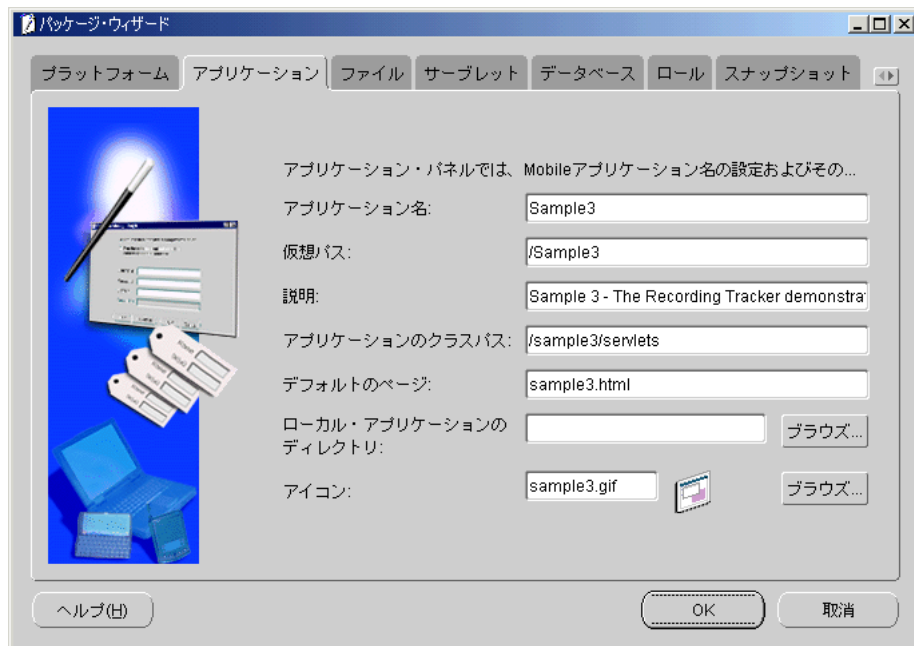 パッケージ・ウィザード
プラットフォーム アプリケーション ファイル サーブレット データベース ロール スナップショット
アプリケーション・パネルでは、Mobileアプリケーション名の設定およびその...
アプリケーション名: Sample3
仮想パス: /Sample3
説明: Sample 3 - The Recording Tracker demonstra
アプリケーションのクラスパス: /sample3/servlets
デフォルトのページ: sample3.html
ローカル・アプリケーションの
ディレクトリ:
ブラウズ...
アイコン: sample3.gif ブラウズ...
ヘルプ(H) OK 取消